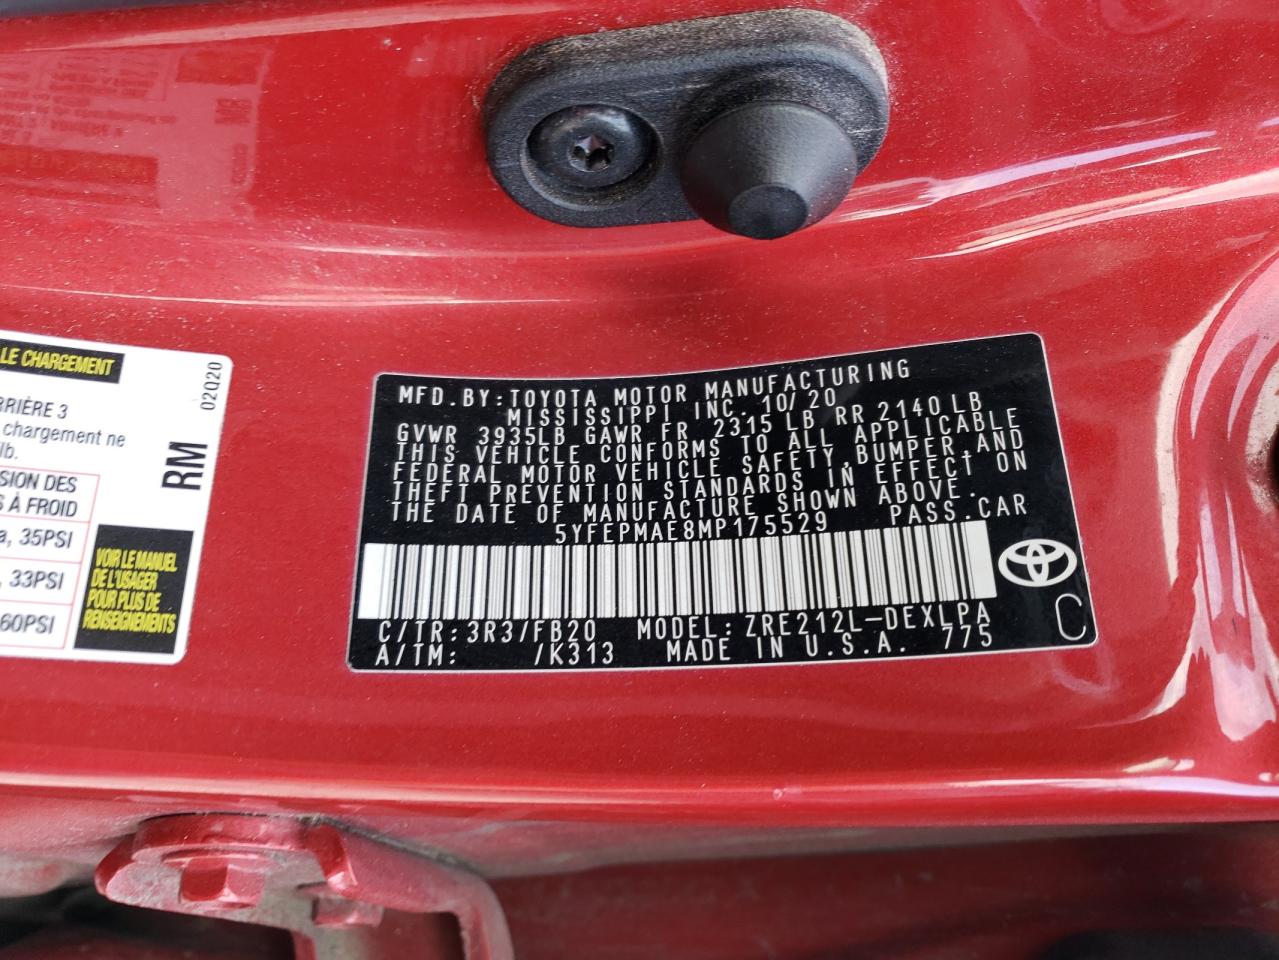 LE CHARGEMENT
RRIÈRE 3
chargement ne
lb.
SION DES
S À FROID
a, 35PSI
, 33PSI
60PSI
02Q20
RM
VOIR LE MANUEL
DE L'USAGER
POUR PLUS DE
RENSEIGNEMENTS
MFD.BY:TOYOTA MOTOR MANUFACTURING
MISSISSIPPI INC. 10/20
GVWR 3935LB GAWR FR 2315 LB RR 2140LB
THIS VEHICLE CONFORMS TO ALL APPLICABLE
FEDERAL MOTOR VEHICLE SAFETY,BUMPER,AND
THEFT PREVENTION STANDARDS IN EFFECT ON
THE DATE OF MANUFACTURE SHOWN ABOVE.
5YFEPMAE8MP175529 PASS.CAR
C/TR:3R3/FB20 MODEL:ZRE212L-DEXLPA
A/TM: /K313 MADE IN U.S.A. 775
C